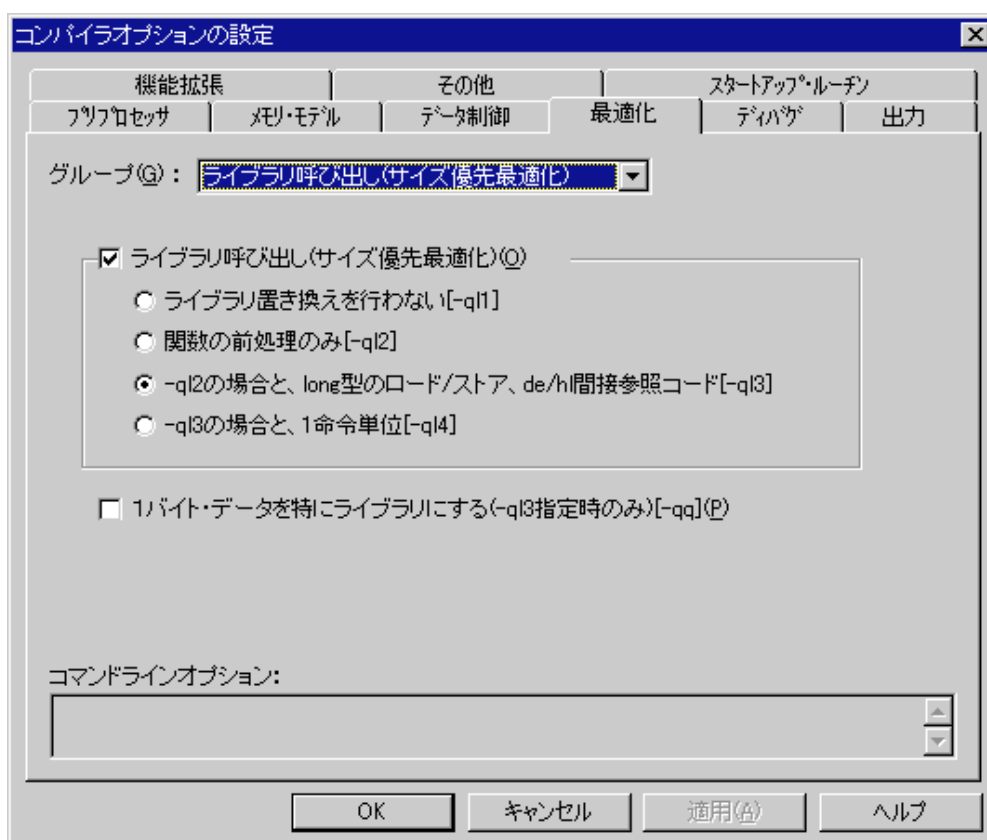 コンパイラオプションの設定
機能拡張 その他 スタートアップ・ルーチン
プリプロセッサ メモリ・モデル データ制御 最適化 ディバグ 出力
グループ(G): ライブラリ呼び出し(サイズ優先最適化)
ライブラリ呼び出し(サイズ優先最適化)(O)
ライブラリ置き換えを行わない[-ql1]
関数の前処理のみ[-ql2]
-ql2の場合と、long型のロード/ストア、de/hl間接参照コード[-ql3]
-ql3の場合と、1命令単位[-ql4]
1バイト・データを特にライブラリにする(-ql3指定時のみ)[-qq](P)
コマンドラインオプション:
OK キャンセル 適用(A) ヘルプ